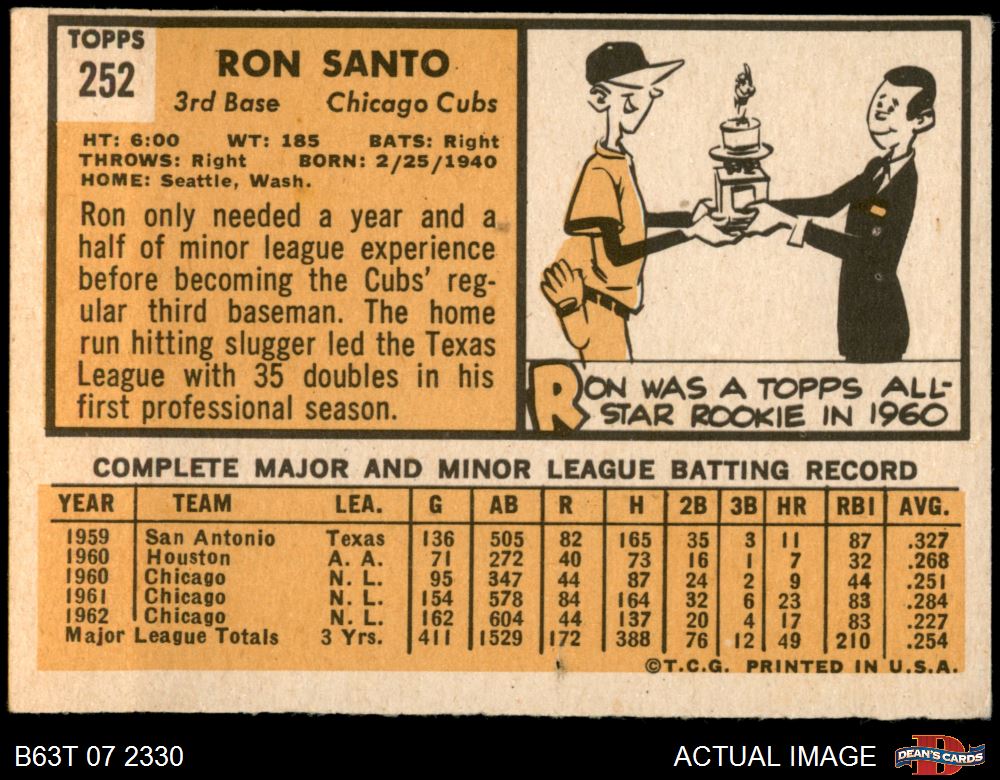 TOPPS
252
RON SANTO
3rd Base Chicago Cubs
HT: 6:00 WT: 185 BATS: Right
THROWS: Right BORN: 2/25/1940
HOME: Seattle, Wash.
Ron only needed a year and a
half of minor league experience
before becoming the Cubs' reg-
ular third baseman. The home
run hitting slugger led the Texas
League with 35 doubles in his
first professional season.
RON WAS A TOPPS ALL-
STAR ROOKIE IN 1960
COMPLETE MAJOR AND MINOR LEAGUE BATTING RECORD
YEAR TEAM LEA. G AB R H 2B 3B HR RBI AVG.
1959 San Antonio Texas 136 505 82 165 35 3 11 87 .327
1960 Houston A. A. 71 272 40 73 16 1 7 32 .268
1960 Chicago N. L. 95 347 44 87 24 2 9 44 .251
1961 Chicago N. L. 154 578 84 164 32 6 23 83 .284
1962 Chicago N. L. 162 604 44 137 20 4 17 83 .227
Major League Totals 3 Yrs. 411 1529 172 388 76 12 49 210 .254
©T.C.G. PRINTED IN U.S.A.
B63T 07 2330
ACTUAL IMAGE
D
DEAN'S CARDS